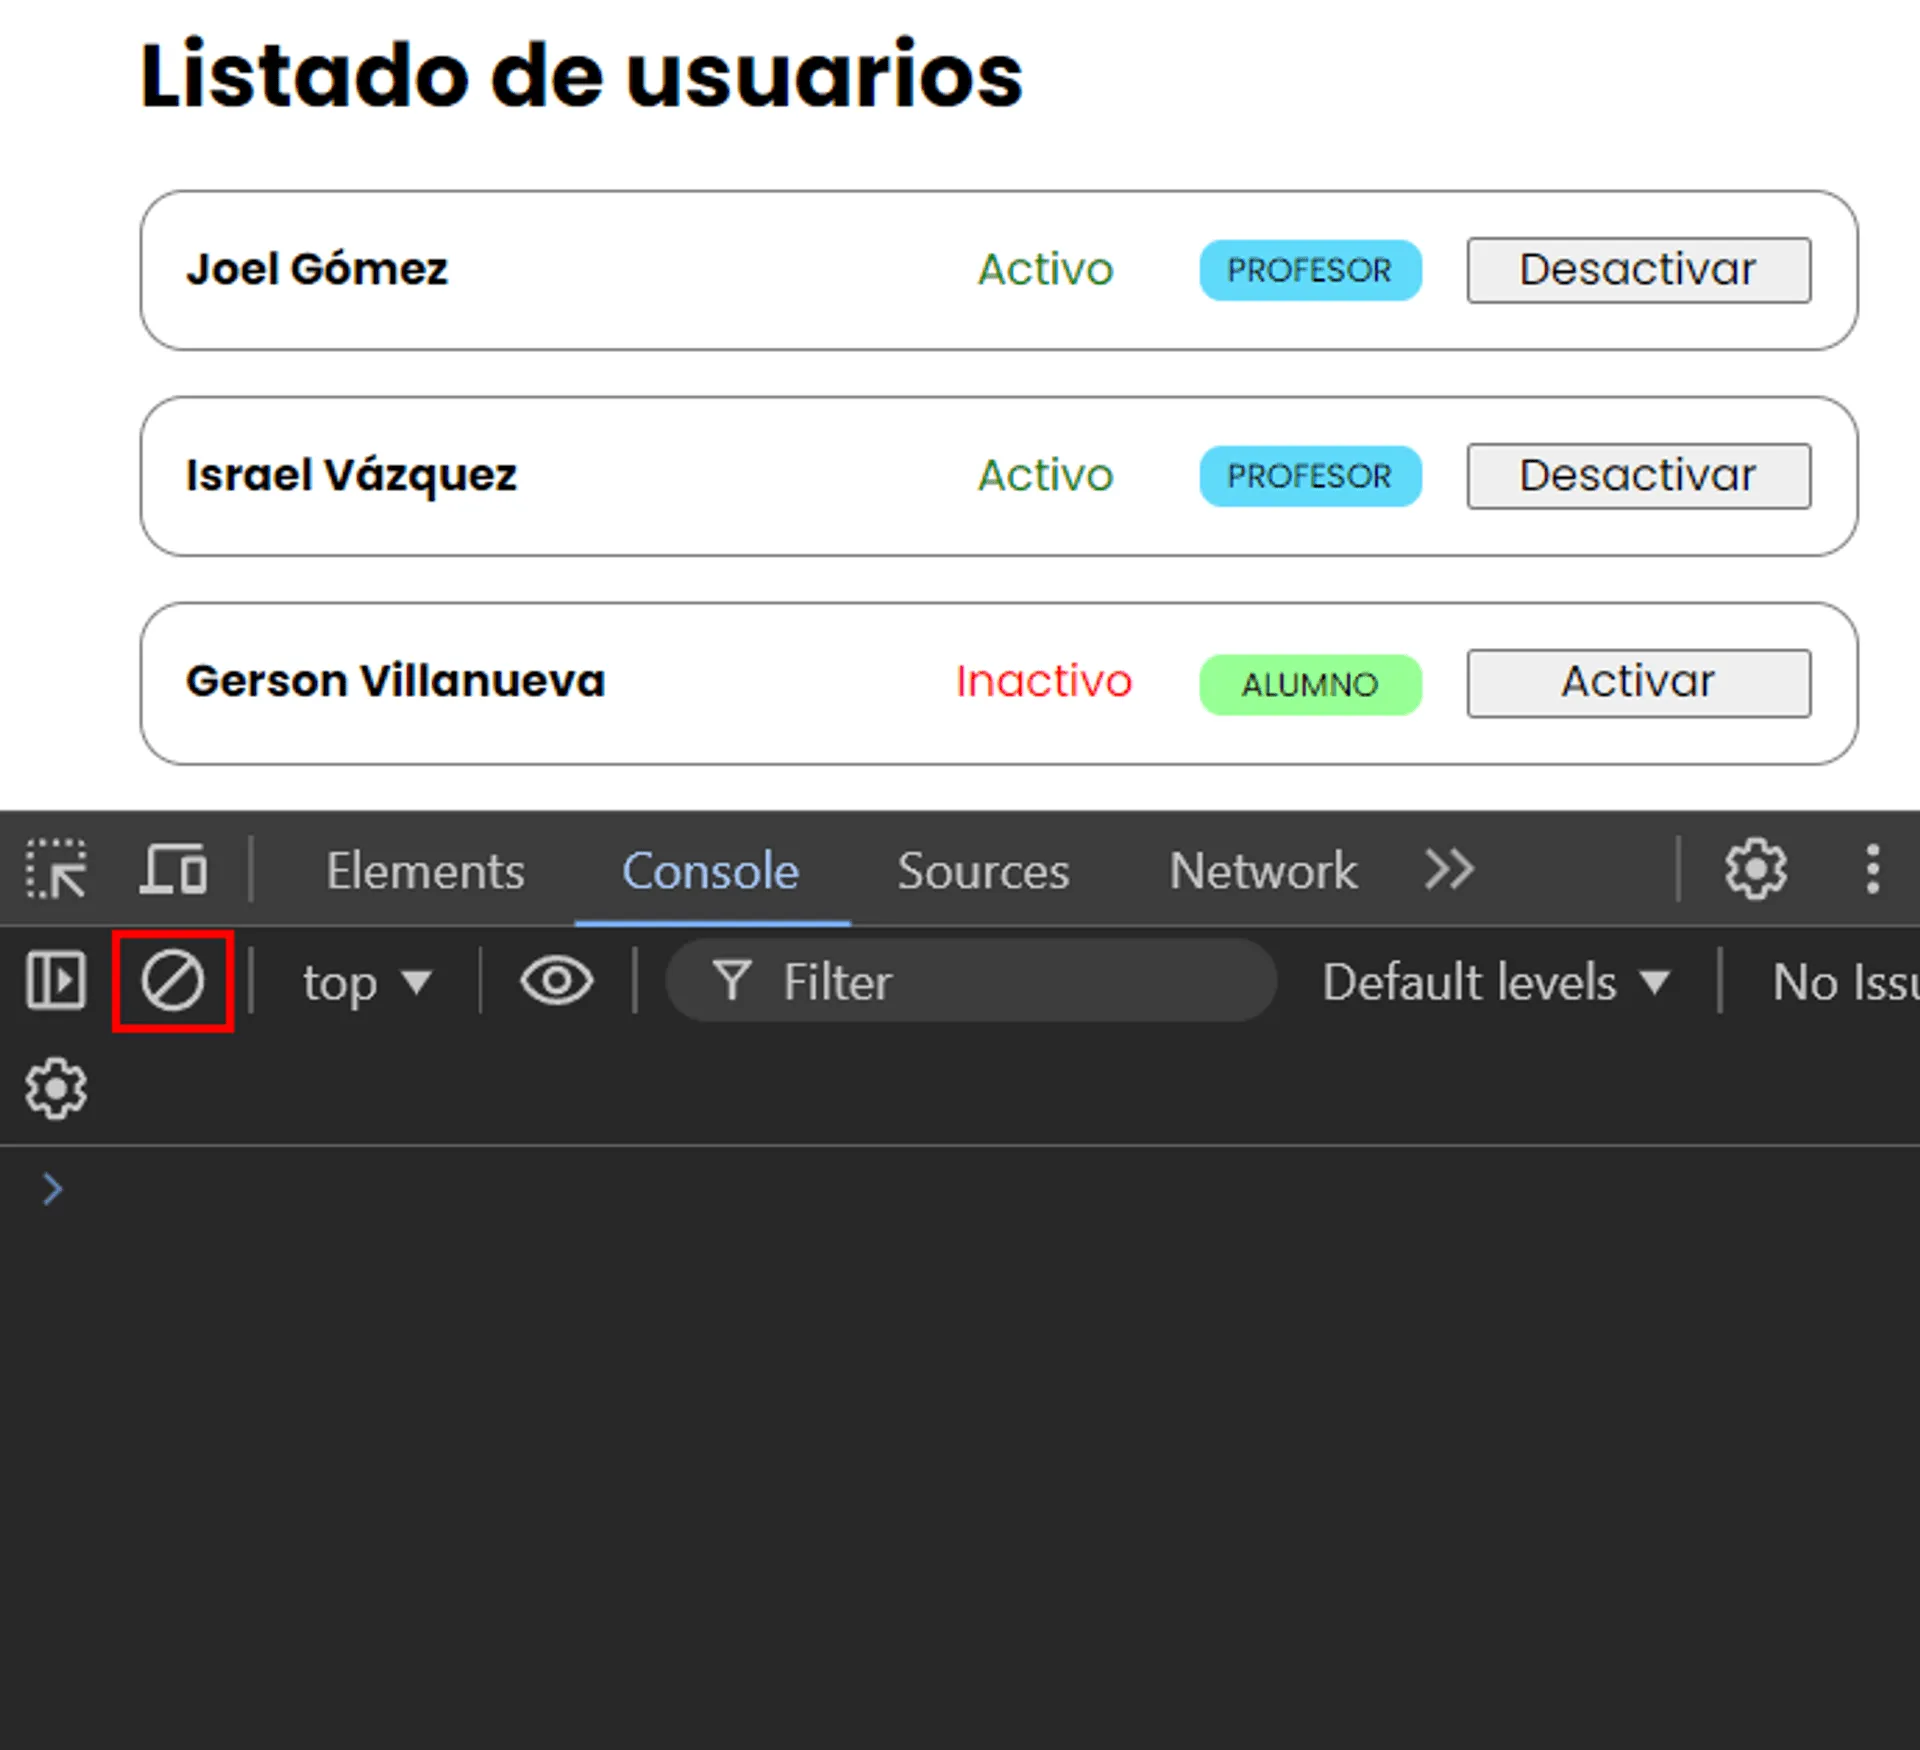 Listado de usuarios
Joel Gómez Activo PROFESOR Desactivar
Israel Vázquez Activo PROFESOR Desactivar
Gerson Villanueva Inactivo ALUMNO Activar
Elements Console Sources Network
top Filter Default levels No Issu